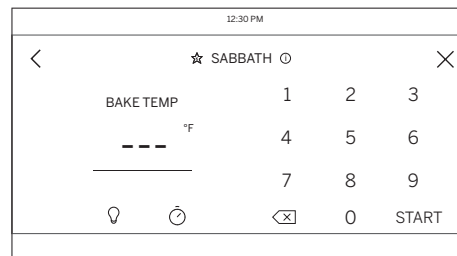 12:30 PM
SABBATH
BAKE TEMP
---
°F
1 2 3
4 5 6
7 8 9
0 START